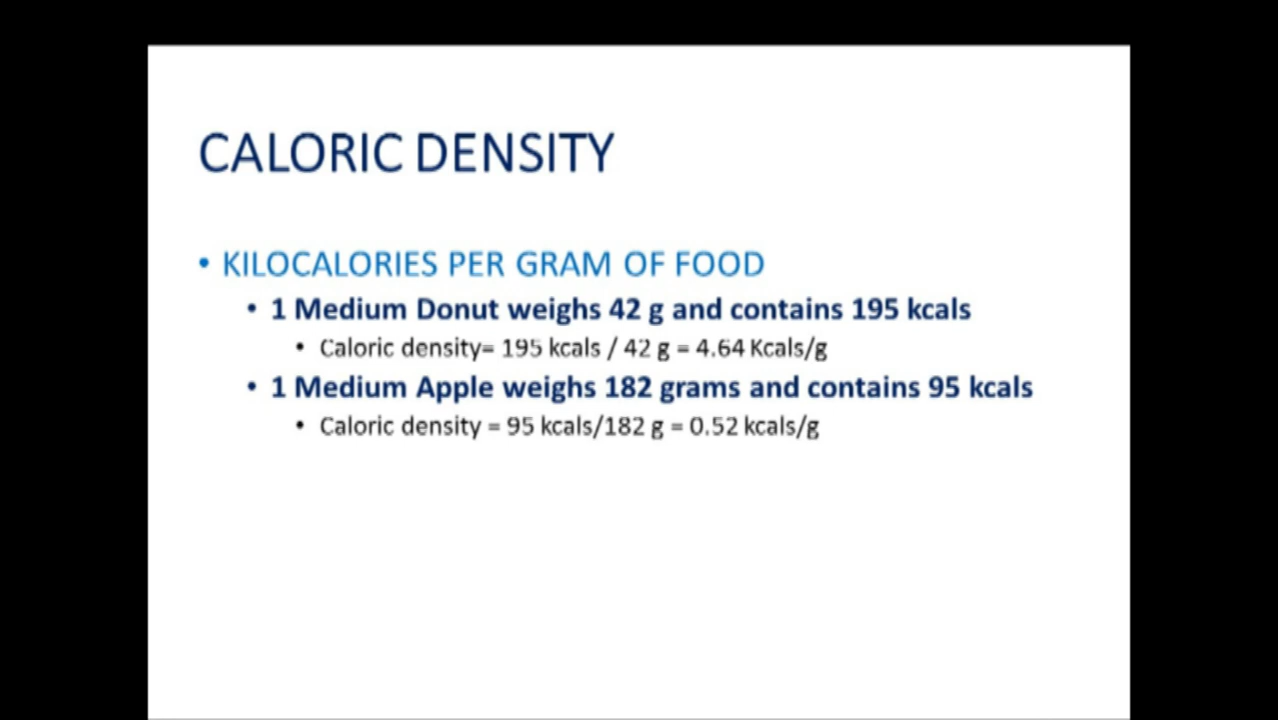 CALORIC DENSITY
• KILOCALORIES PER GRAM OF FOOD
• 1 Medium Donut weighs 42 g and contains 195 kcals
• Caloric density= 195 kcals / 42 g = 4.64 Kcals/g
• 1 Medium Apple weighs 182 grams and contains 95 kcals
• Caloric density = 95 kcals/182 g = 0.52 kcals/g